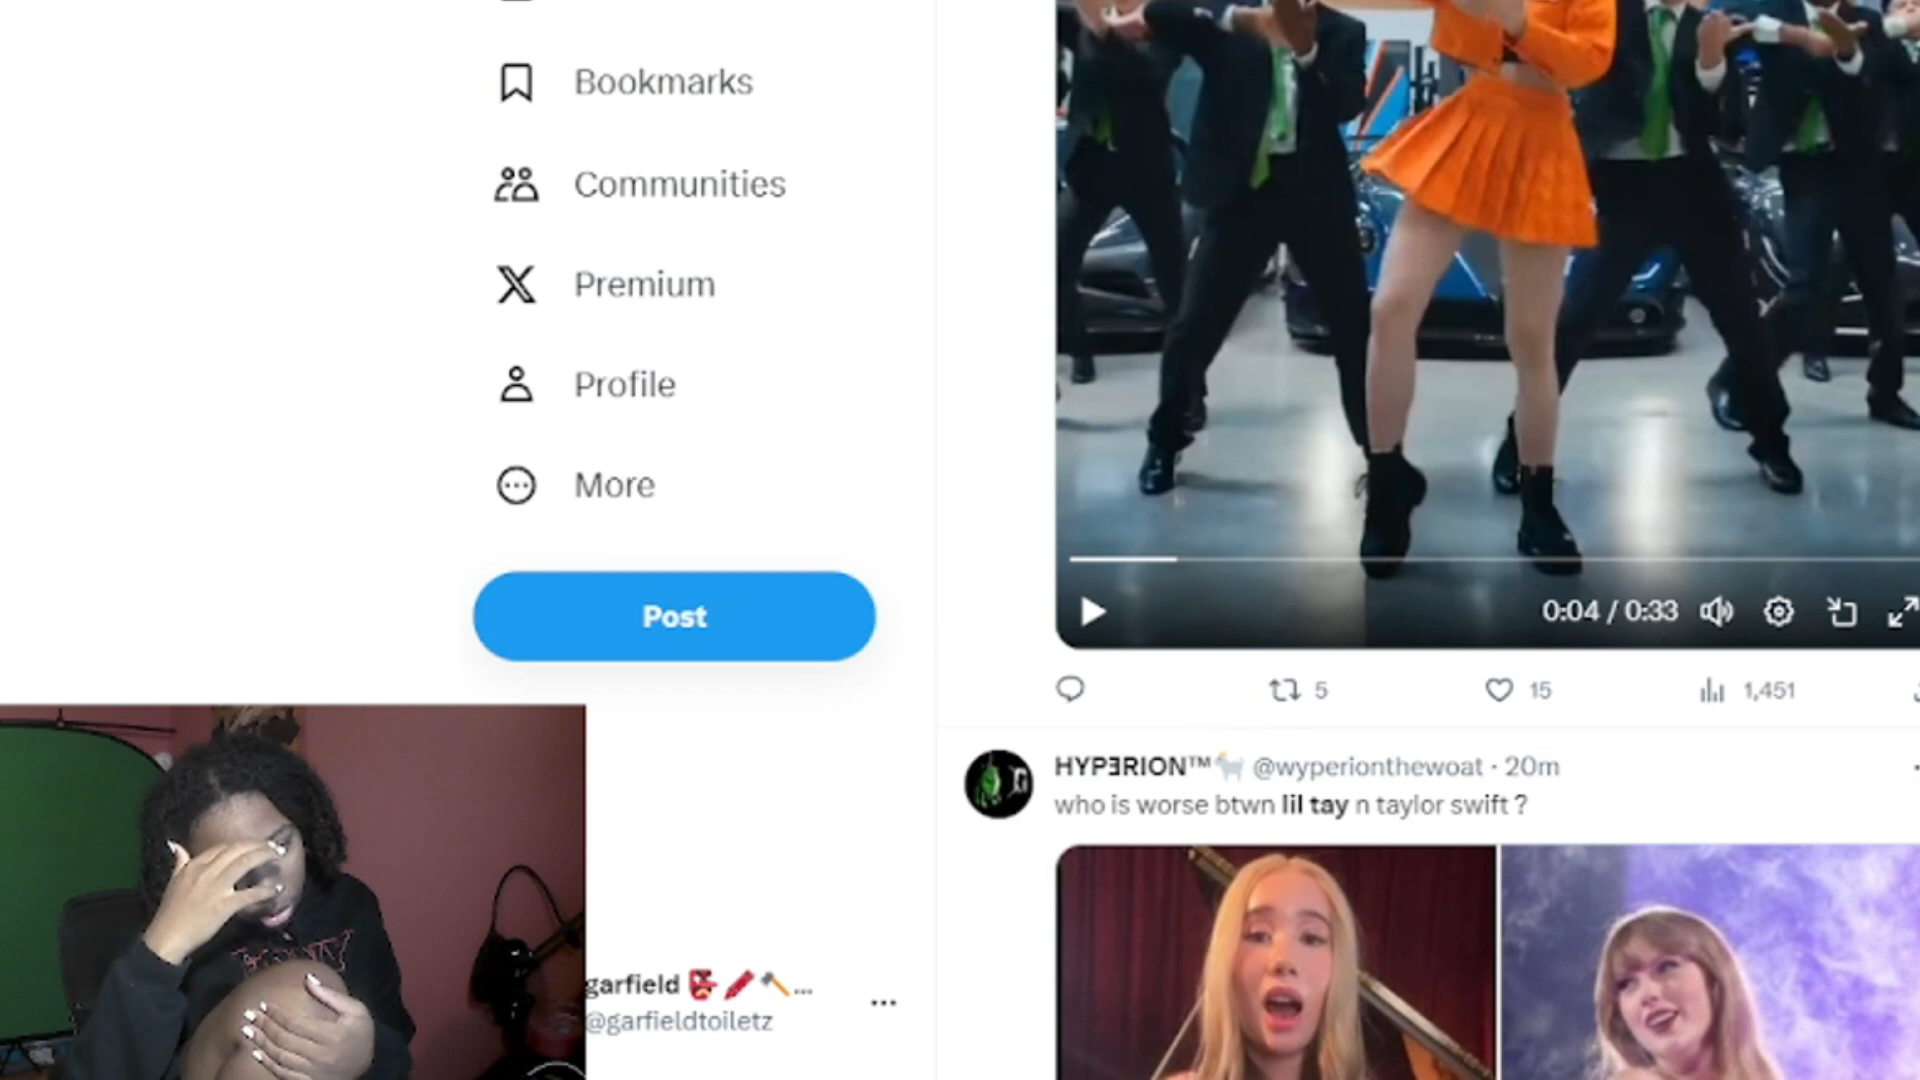 Bookmarks
Communities
Premium
Profile
More
Post
garfield 👺🖍️🔨...
@garfieldtoiletz
0:04 / 0:33
5 15 1,451
HYPƎRION™🐐 @wyperionthewoat · 20m
who is worse btwn lil tay n taylor swift ?